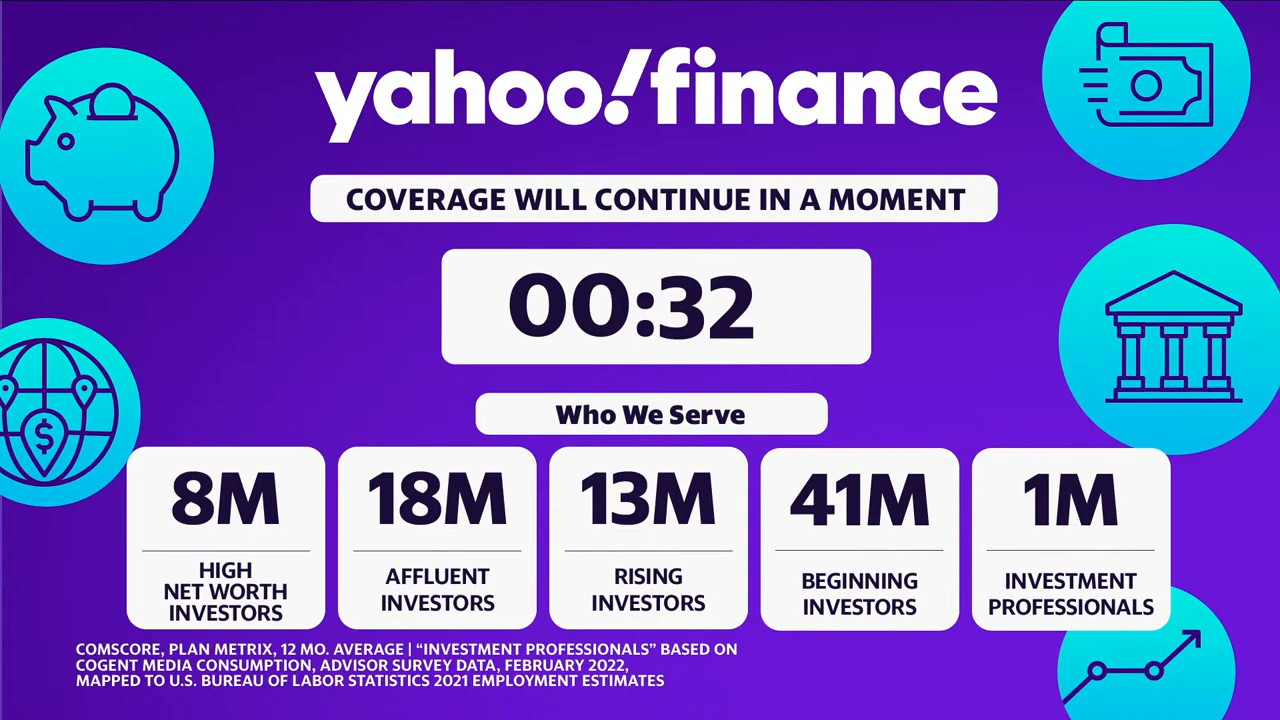 yahoo!finance
COVERAGE WILL CONTINUE IN A MOMENT
00:32
Who We Serve
8M
HIGH
NET WORTH
INVESTORS
18M
AFFLUENT
INVESTORS
13M
RISING
INVESTORS
41M
BEGINNING
INVESTORS
1M
INVESTMENT
PROFESSIONALS
$
COMSCORE, PLAN METRIX, 12 MO. AVERAGE | “INVESTMENT PROFESSIONALS” BASED ON
COGENT MEDIA CONSUMPTION, ADVISOR SURVEY DATA, FEBRUARY 2022,
MAPPED TO U.S. BUREAU OF LABOR STATISTICS 2021 EMPLOYMENT ESTIMATES